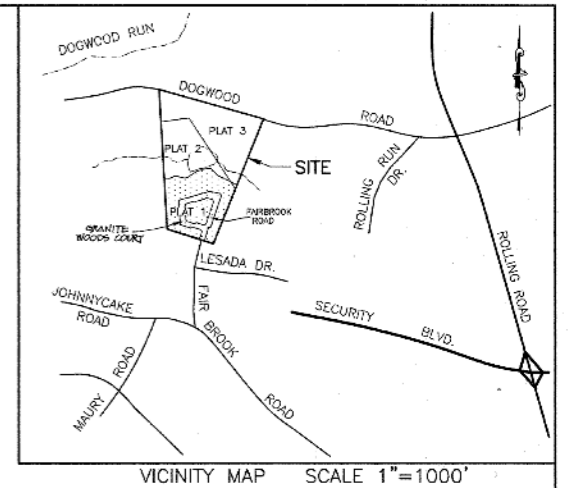 DOGWOOD RUN
DOGWOOD
ROAD
PLAT 3
PLAT 2
SITE
ROLLING
RUN
DR.
PLAT 1
FAIRBROOK
ROAD
GRANITE
WOODS COURT
LESADA DR.
ROLLING ROAD
JOHNNYCAKE
ROAD
FAIR
BROOK
ROAD
SECURITY
BLVD.
MAURY
ROAD
VICINITY MAP SCALE 1"=1000'